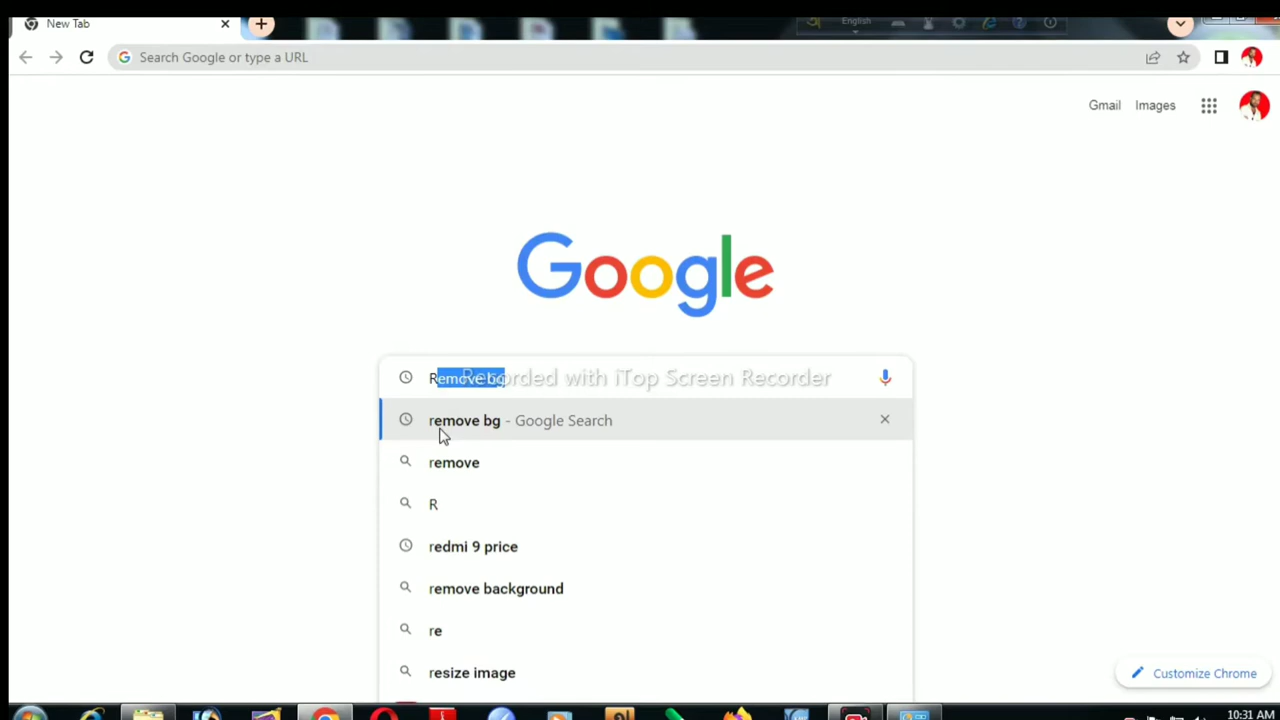 New Tab
English
Search Google or type a URL
Gmail Images
Google
Remove bg
Recorded with iTop Screen Recorder
remove bg - Google Search
remove
R
redmi 9 price
remove background
re
resize image
Customize Chrome
10:31 AM